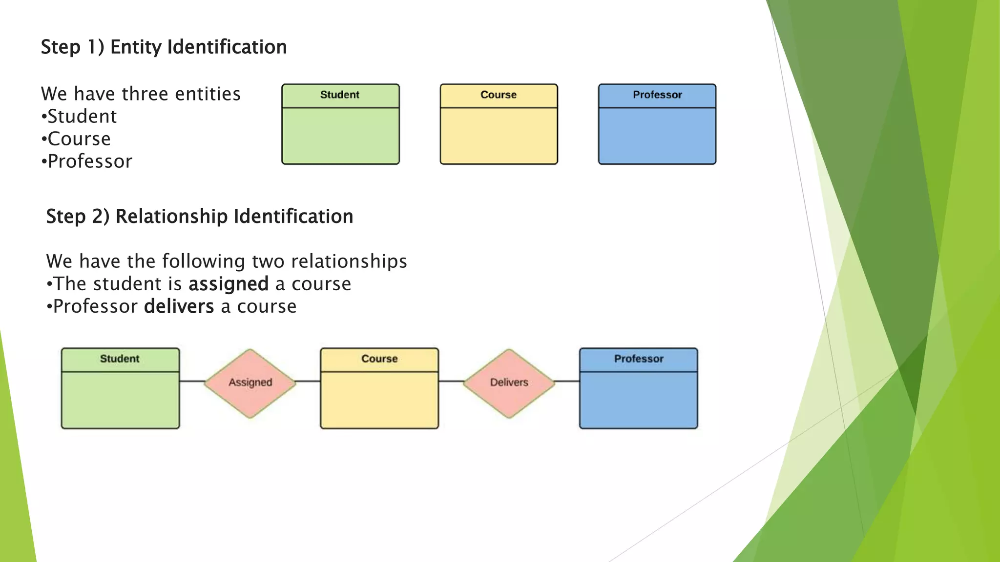 Step 1) Entity Identification
We have three entities
•Student
•Course
•Professor
Student
Course
Professor
Step 2) Relationship Identification
We have the following two relationships
•The student is assigned a course
•Professor delivers a course
Student
Assigned
Course
Delivers
Professor